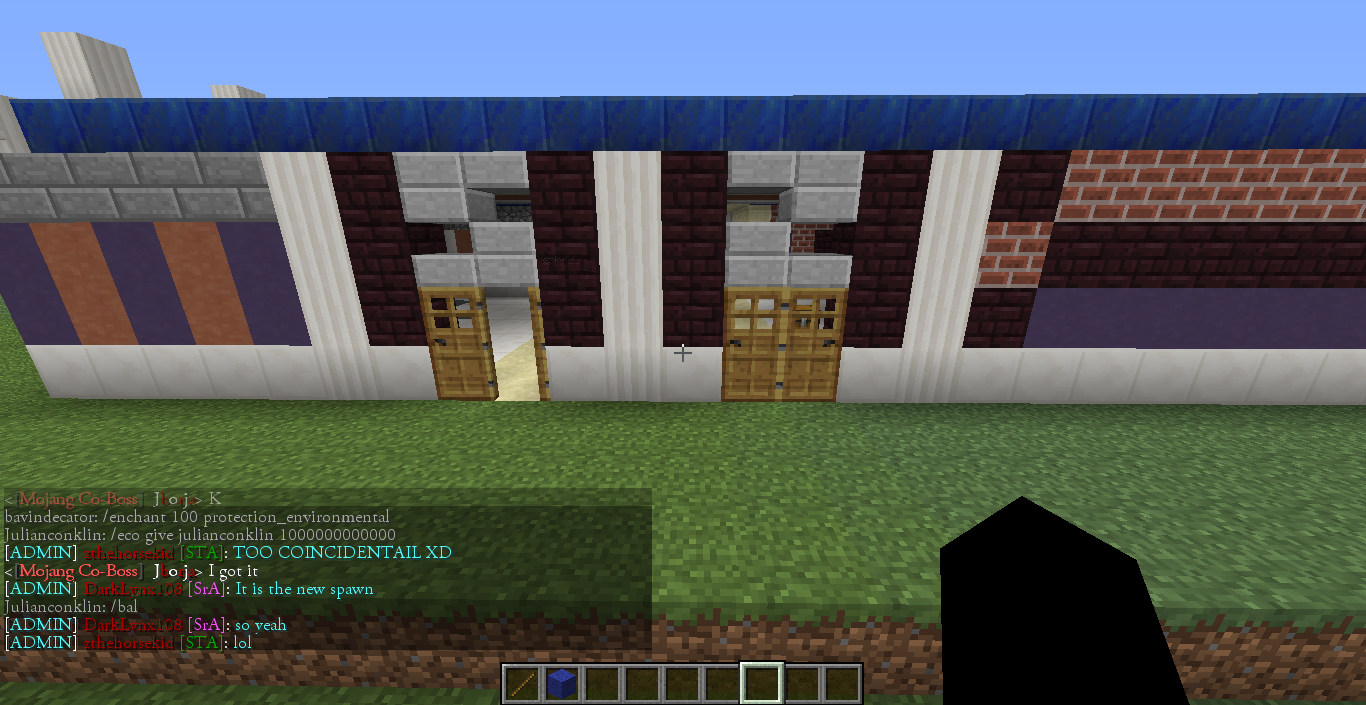 <[Mojang Co-Boss] J b o j a> K
bavindecator: /enchant 100 protection_environmental
Julianconklin: /eco give julianconklin 1000000000000
[ADMIN] [STA]: TOO COINCIDENTAIL XD
<[Mojang Co-Boss] J b o j a> I got it
[ADMIN] DarkLynx108 [SrA]: It is the new spawn
Julianconklin: /bal
[ADMIN] DarkLynx108 [SrA]: so yeah
[ADMIN] [STA]: lol